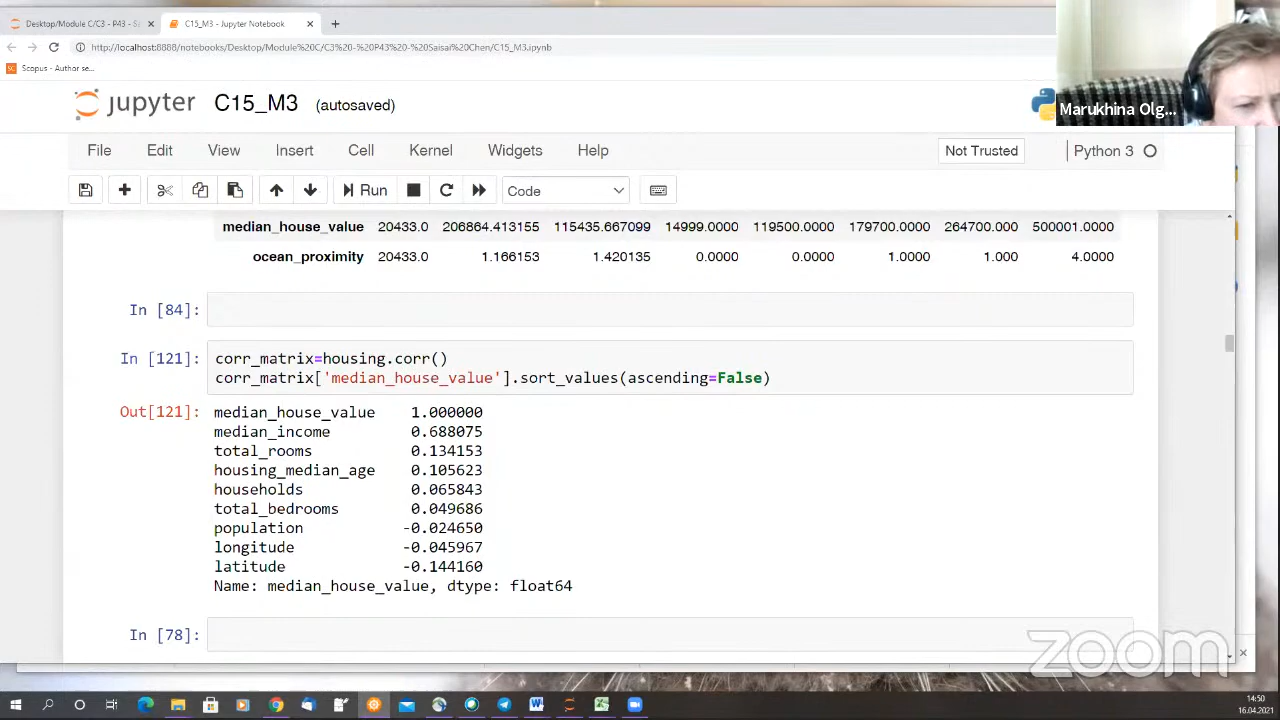 Desktop/Module C/C3 - P43 - S
C15_M3 - Jupyter Notebook
http://localhost:8888/notebooks/Desktop/Module%20C/C3%20-%20P43%20-%20Saisai%20Chen/C15_M3.ipynb
Scopus - Author se...
jupyter C15_M3 (autosaved)
Marukhina Olg...
File Edit View Insert Cell Kernel Widgets Help Not Trusted Python 3
Run Code
median_house_value 20433.0 206864.413155 115435.667099 14999.0000 119500.0000 179700.0000 264700.000 500001.0000
ocean_proximity 20433.0 1.166153 1.420135 0.0000 0.0000 1.0000 1.000 4.0000
In [84]:
In [121]: corr_matrix=housing.corr()
corr_matrix['median_house_value'].sort_values(ascending=False)
Out[121]: median_house_value 1.000000
median_income 0.688075
total_rooms 0.134153
housing_median_age 0.105623
households 0.065843
total_bedrooms 0.049686
population -0.024650
longitude -0.045967
latitude -0.144160
Name: median_house_value, dtype: float64
In [78]:
zoom
14:50
16.04.2021